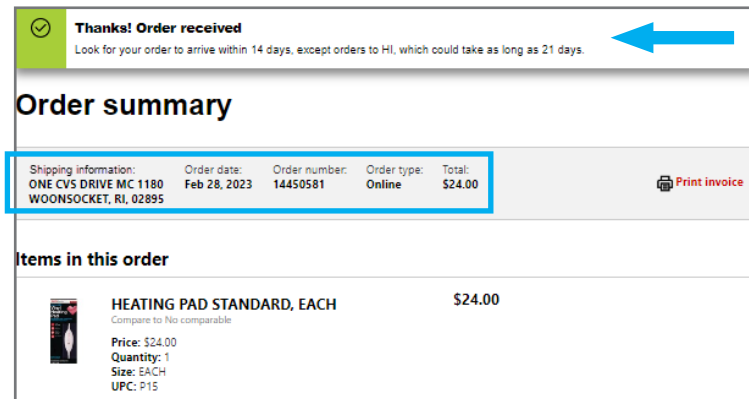 Thanks! Order received
Look for your order to arrive within 14 days, except orders to HI, which could take as long as 21 days.
Order summary
Shipping information: Order date: Order number: Order type: Total:
ONE CVS DRIVE MC 1180 Feb 28, 2023 14450581 Online $24.00
WOONSOCKET, RI, 02895
Print invoice
Items in this order
HEATING PAD STANDARD, EACH $24.00
Compare to No comparable
Price: $24.00
Quantity: 1
Size: EACH
UPC: P15